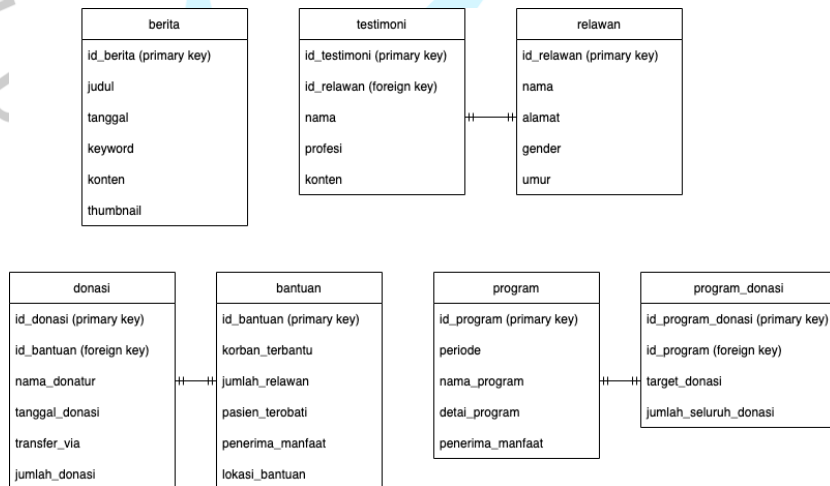 berita
id_berita (primary key)
judul
tanggal
keyword
konten
thumbnail
testimoni
id_testimoni (primary key)
id_relawan (foreign key)
nama
profesi
konten
relawan
id_relawan (primary key)
nama
alamat
gender
umur
donasi
id_donasi (primary key)
id_bantuan (foreign key)
nama_donatur
tanggal_donasi
transfer_via
jumlah_donasi
bantuan
id_bantuan (primary key)
korban_terbantu
jumlah_relawan
pasien_terobati
penerima_manfaat
lokasi_bantuan
program
id_program (primary key)
periode
nama_program
detai_program
penerima_manfaat
program_donasi
id_program_donasi (primary key)
id_program (foreign key)
target_donasi
jumlah_seluruh_donasi